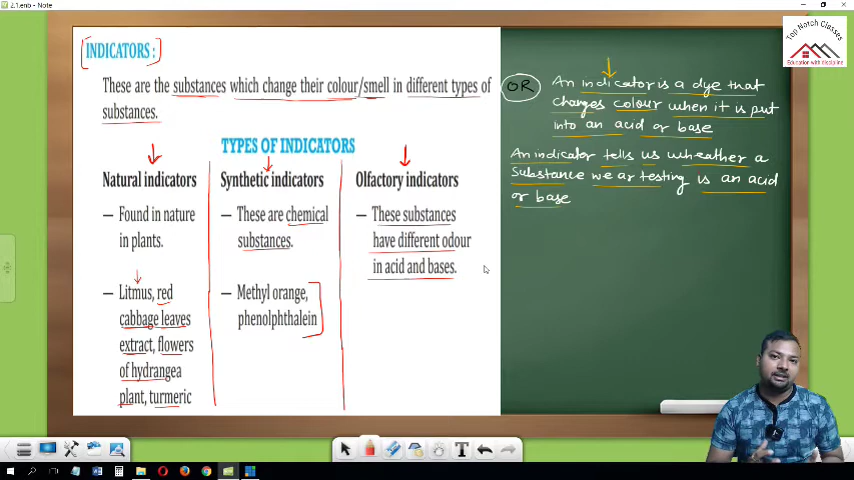 2.1.enb - Note
Top Notch Classes
Education with discipline
[INDICATORS :]
These are the substances which change their colour/smell in different types of
substances.
TYPES OF INDICATORS
Natural indicators
– Found in nature
in plants.
– Litmus, red
cabbage leaves
extract, flowers
of hydrangea
plant, turmeric
Synthetic indicators
– These are chemical
substances.
– Methyl orange,
phenolphthalein
Olfactory indicators
– These substances
have different odour
in acid and bases.
OR
An indicator is a dye that
changes colour when it is put
into an acid or base
An indicator tells us wheather a
Substance we ar testing is an acid
or base